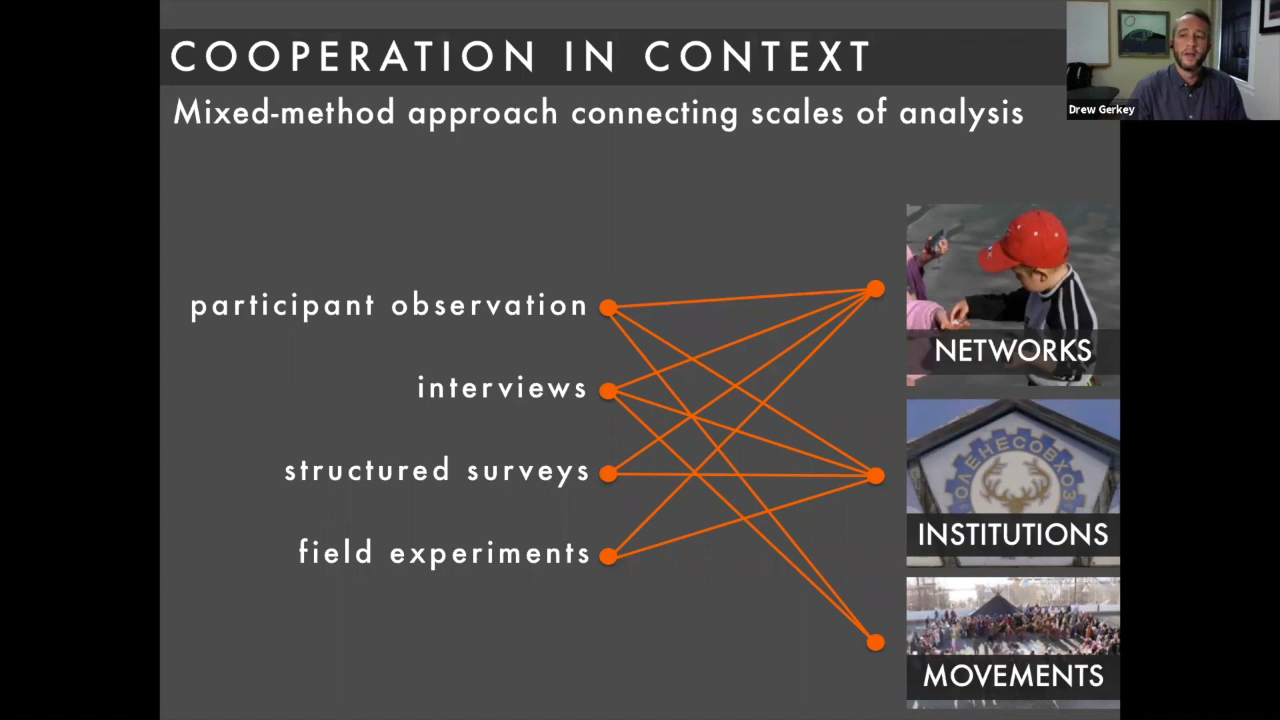 COOPERATION IN CONTEXT
Mixed-method approach connecting scales of analysis
Drew Gerkey
participant observation
interviews
structured surveys
field experiments
NETWORKS
ОЛЕНЕСОВХОЗ
INSTITUTIONS
MOVEMENTS